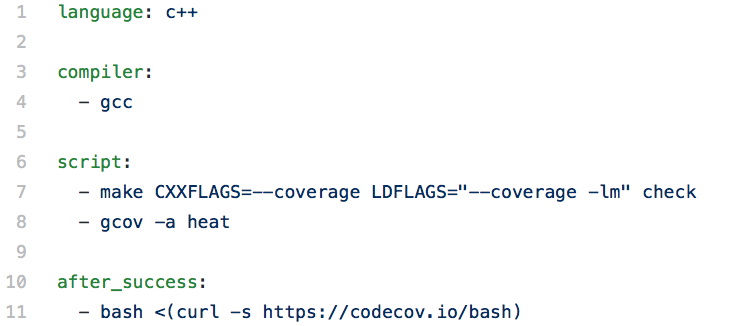 1 language: c++
2
3 compiler:
4 - gcc
5
6 script:
7 - make CXXFLAGS=--coverage LDFLAGS="--coverage -lm" check
8 - gcov -a heat
9
10 after_success:
11 - bash <(curl -s https://codecov.io/bash)